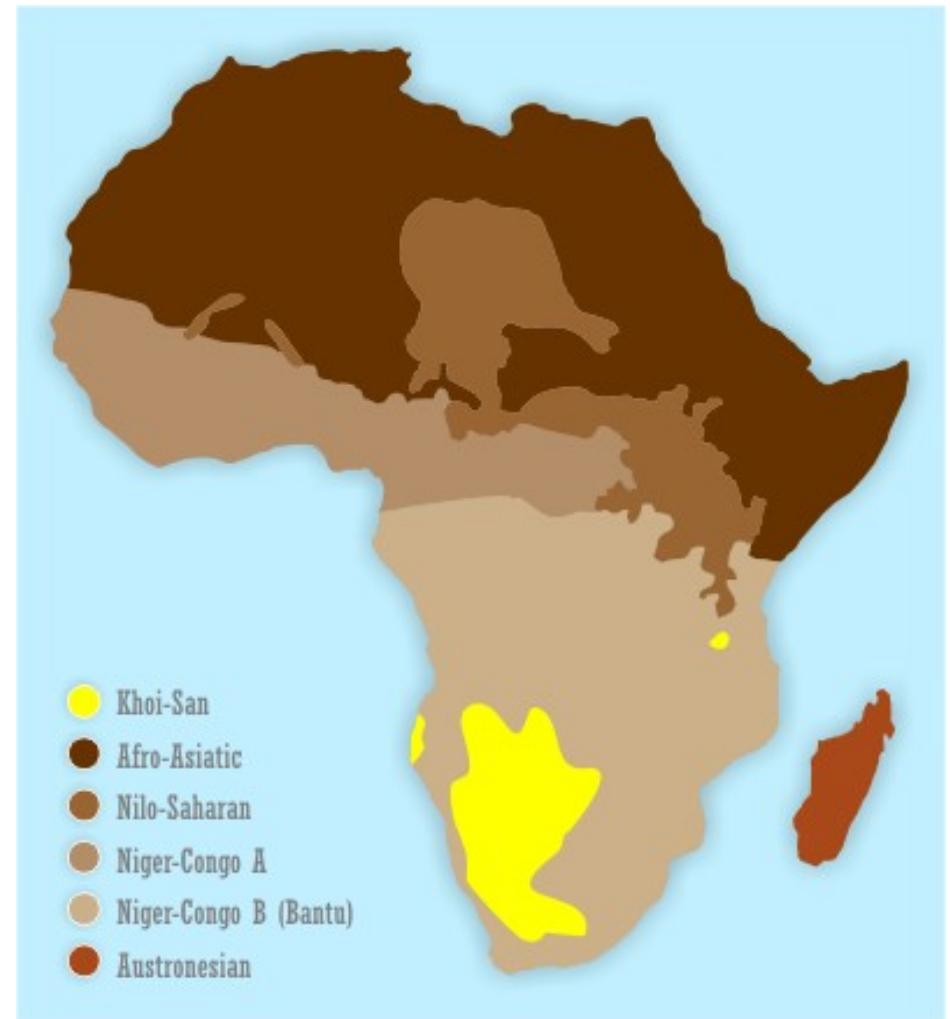 Khoi-San
Afro-Asiatic
Nilo-Saharan
Niger-Congo A
Niger-Congo B (Bantu)
Austronesian